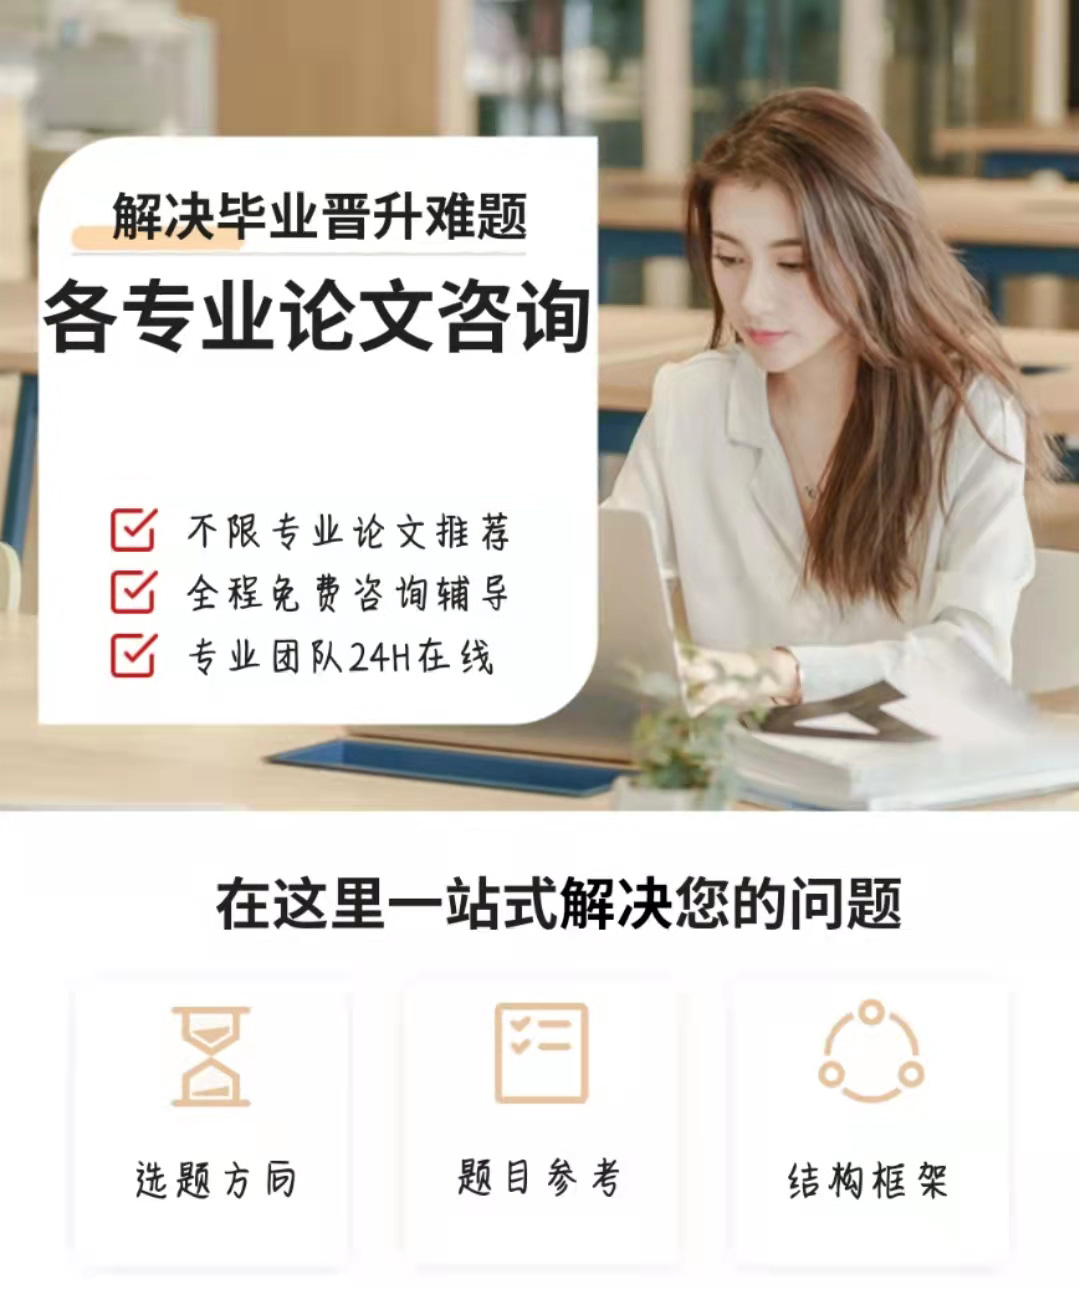 解决毕业晋升难题
各专业论文咨询
不限专业论文推荐
全程免费咨询辅导
专业团队24H在线
在这里一站式解决您的问题
选题方向
题目参考
结构框架